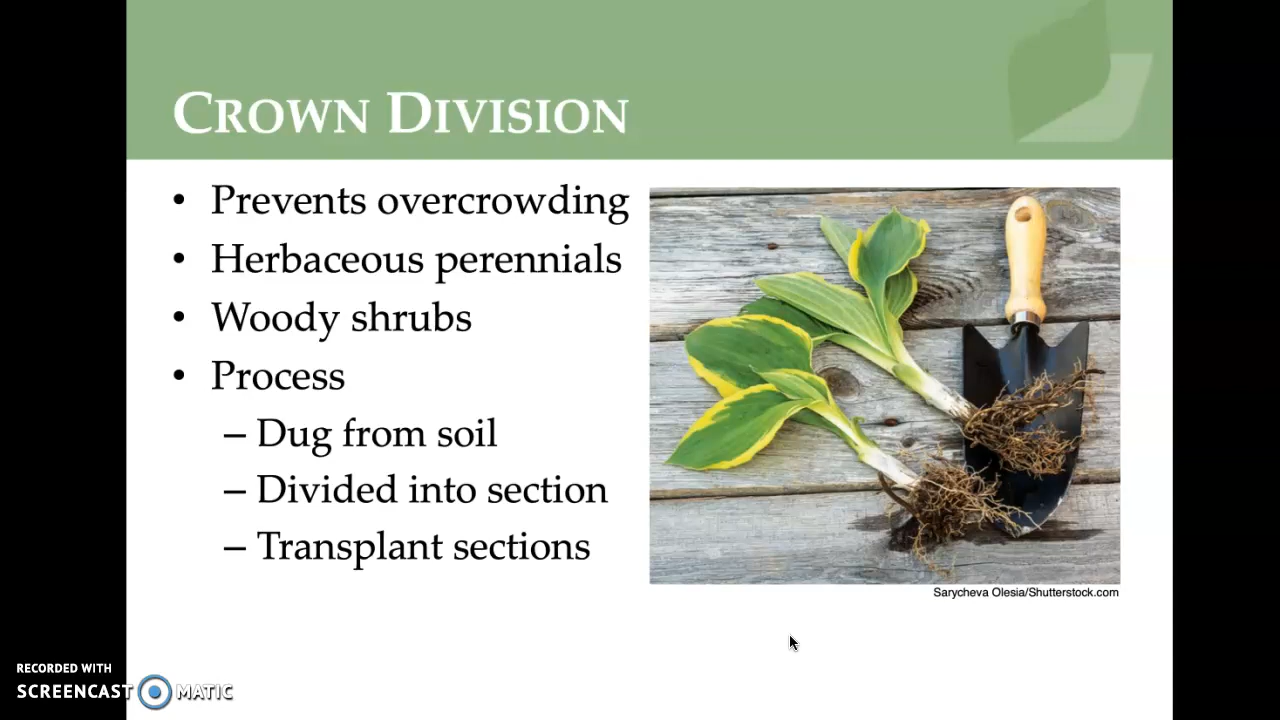 CROWN DIVISION
• Prevents overcrowding
• Herbaceous perennials
• Woody shrubs
• Process
– Dug from soil
– Divided into section
– Transplant sections
Sarycheva Olesia/Shutterstock.com
RECORDED WITH
SCREENCAST MATIC